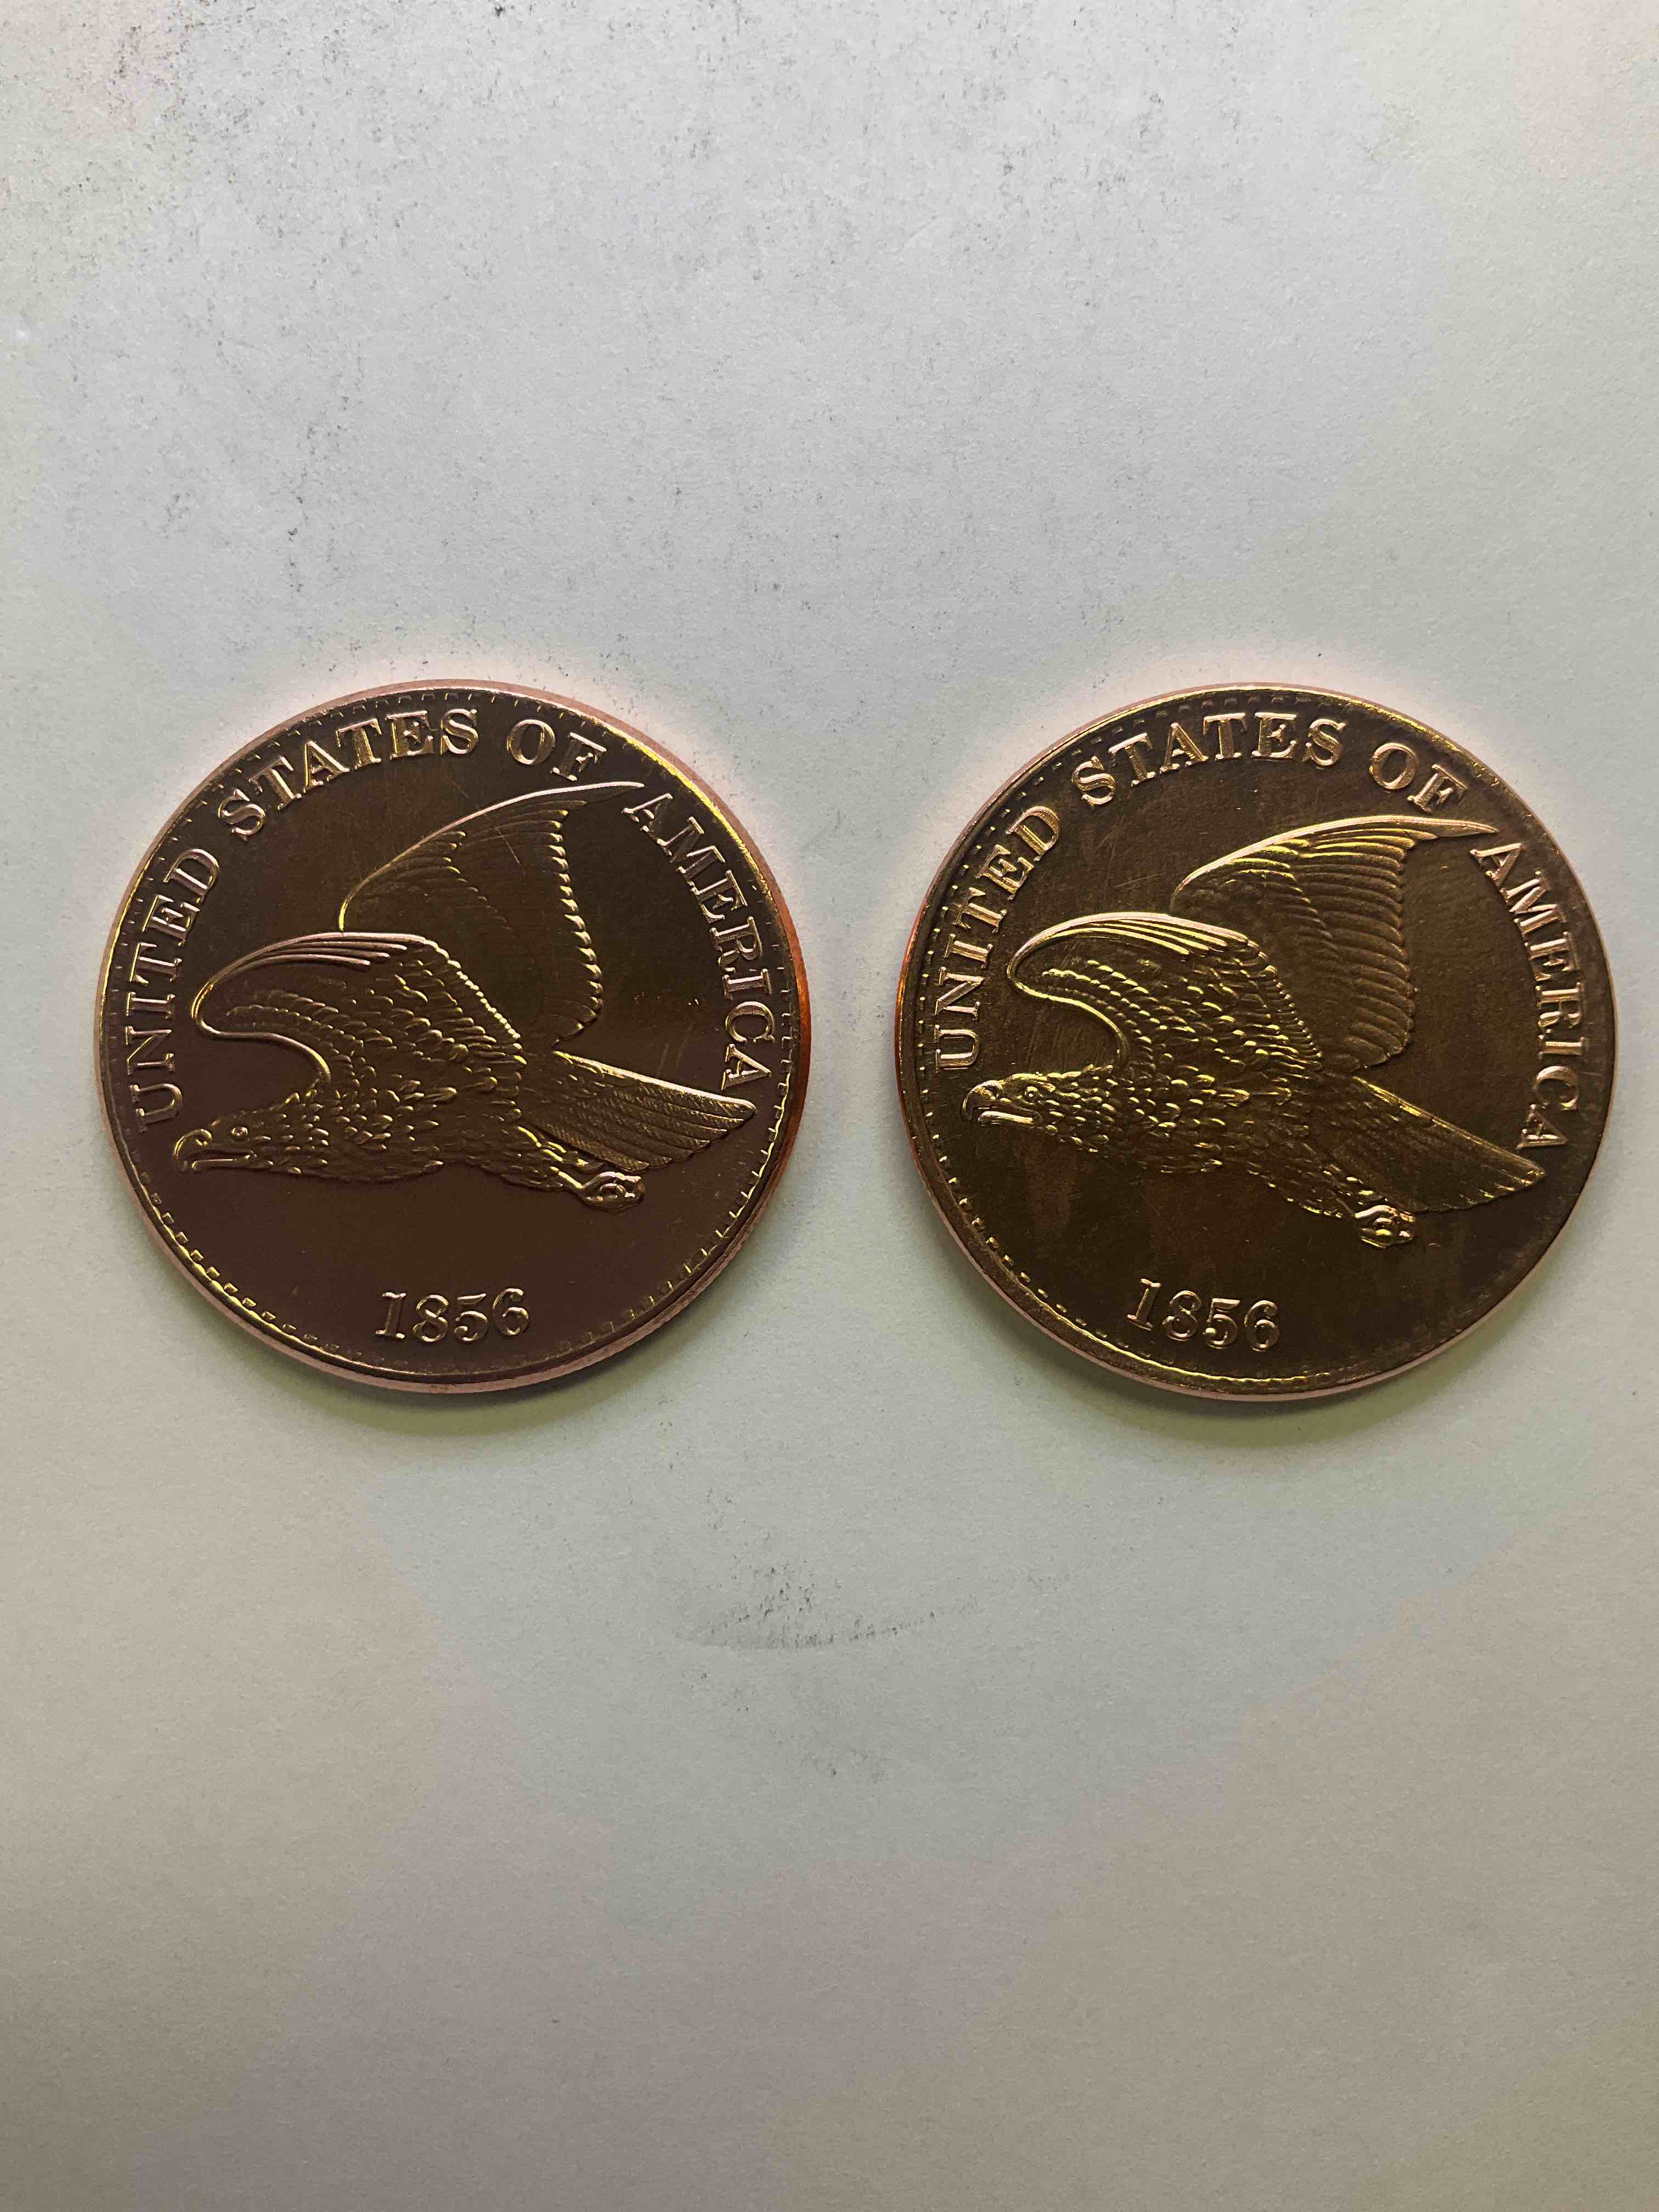 UNITED STATES OF AMERICA
1856
UNITED STATES OF AMERICA
1856